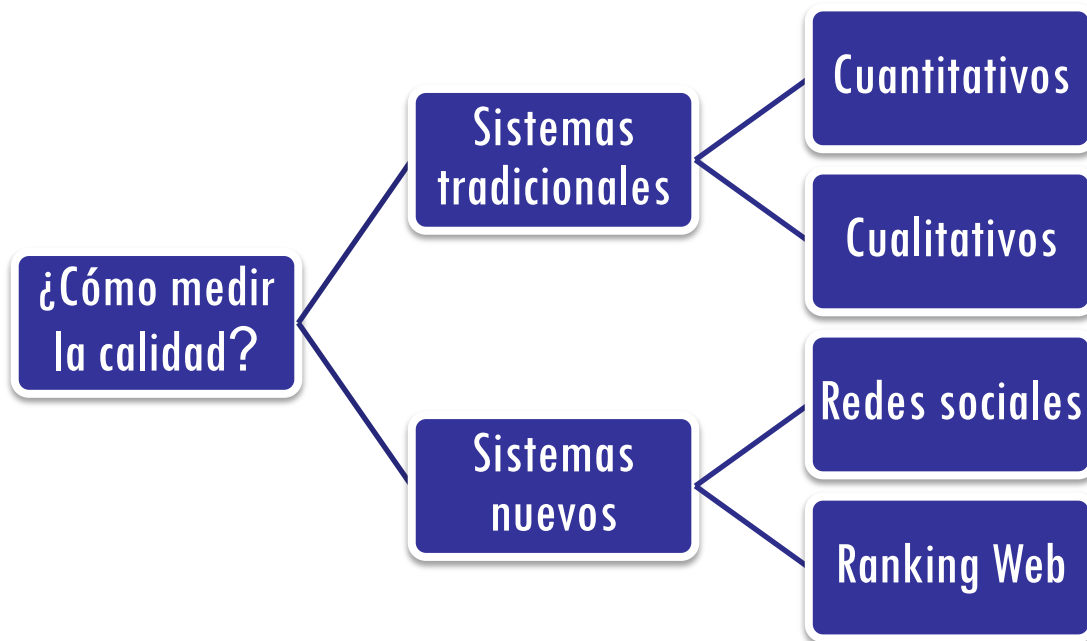 ¿Cómo medir
la calidad?
Sistemas
tradicionales
Cuantitativos
Cualitativos
Sistemas
nuevos
Redes sociales
Ranking Web